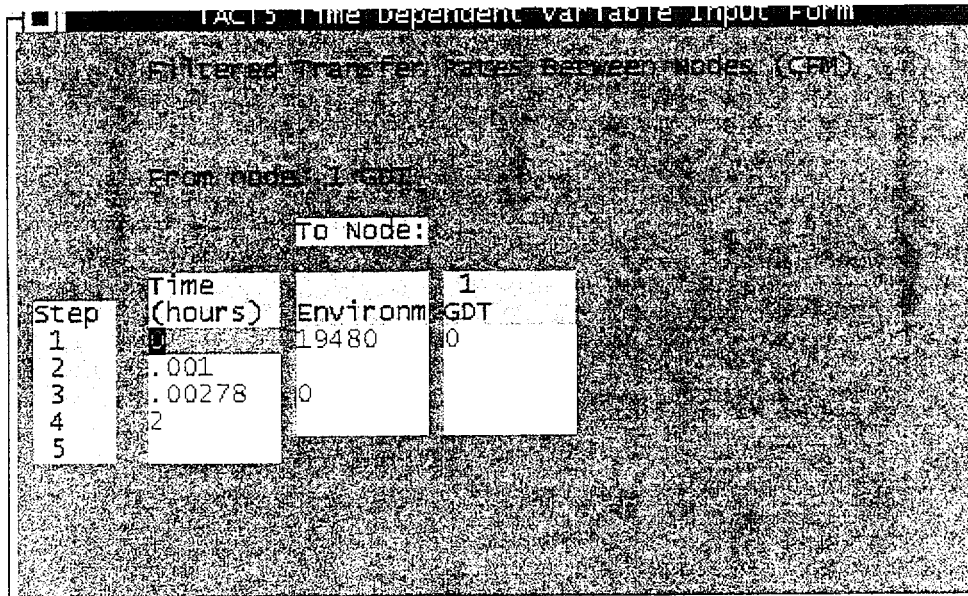 TACT5 Time Dependent Variable Input Form
Filtered Transfer Rates Between Nodes (CFM)
From node: 1 GDT
To Node:
Time 1
Step (hours) Environm GDT
1 0 19480 0
2 .001
3 .00278 0
4 2
5